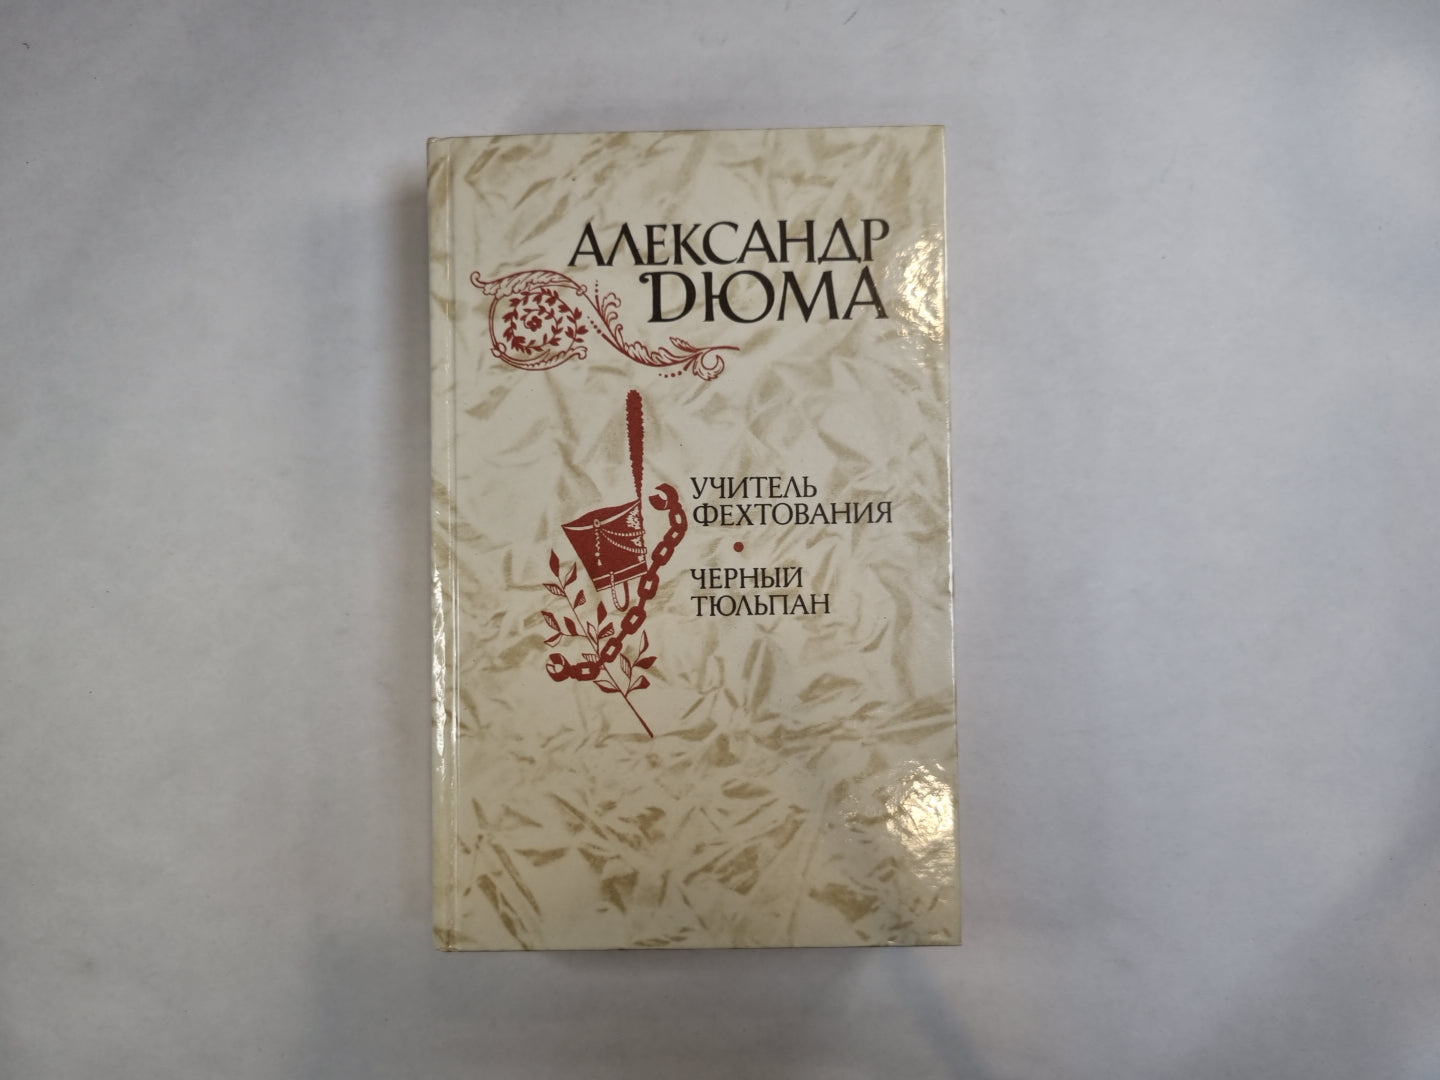 АЛЕКСАНДР
ДЮМА
УЧИТЕЛЬ
ФЕХТОВАНИЯ
ЧЕРНЫЙ
ТЮЛЬПАН